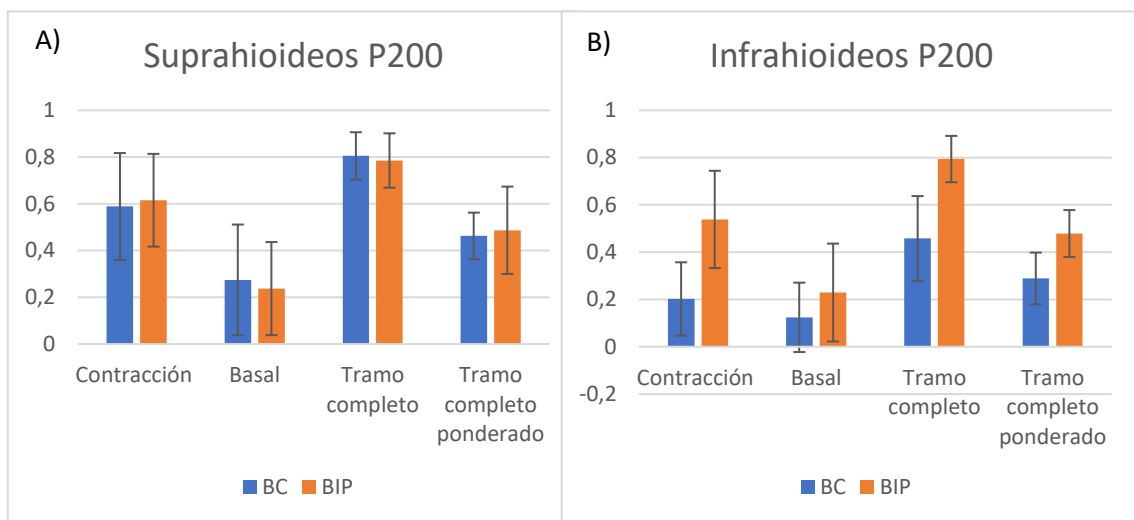 A)
Suprahioideos P200
1
0,8
0,6
0,4
0,2
0
Contracción
Basal
Tramo
completo
Tramo
completo
ponderado
BC
BIP
B)
Infrahioideos P200
1
0,8
0,6
0,4
0,2
0
-0,2
Contracción
Basal
Tramo
completo
Tramo
completo
ponderado
BC
BIP